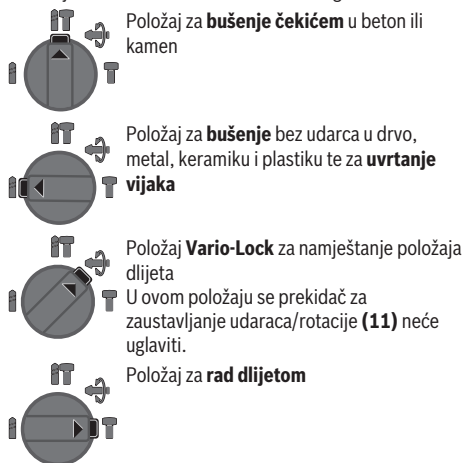 Položaj za bušenje čekićem u beton ili
kamen
Položaj za bušenje bez udarca u drvo,
metal, keramiku i plastiku te za uvrtanje
vijaka
Položaj Vario-Lock za namještanje položaja
dlijeta
U ovom položaju se prekidač za
zaustavljanje udaraca/rotacije (11) neće
uglaviti.
Položaj za rad dlijetom